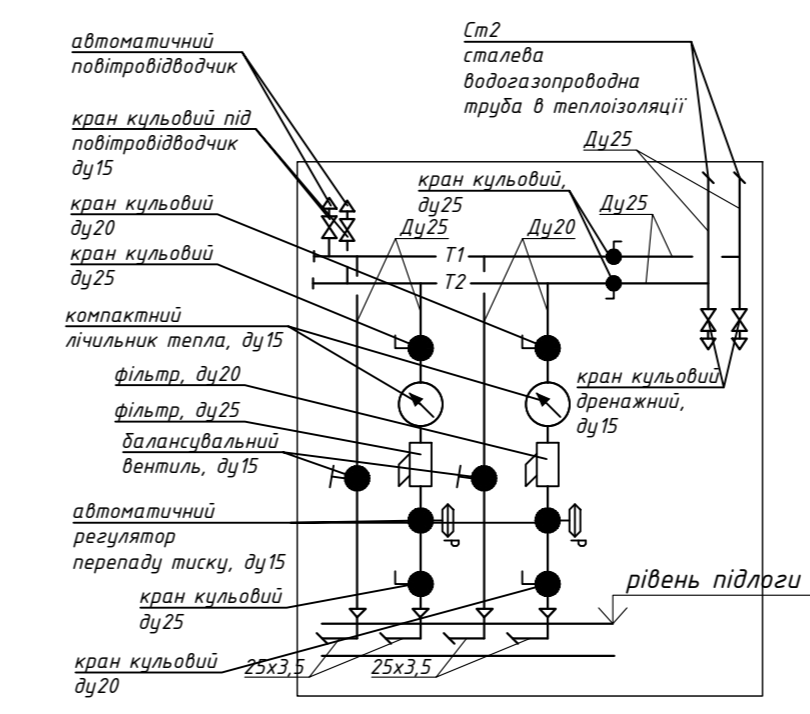 автоматичний
повітровідводчик
кран кульовий під
повітровідводчик
ду15
кран кульовий
ду20
кран кульовий
ду25
компактний
лічильник тепла, ду15
фільтр, ду20
фільтр, ду25
балансувальний
вентиль, ду15
автоматичний
регулятор
перепаду тиску, ду15
кран кульовий
ду25
кран кульовий
ду20
Ст2
сталева
водогазопроводна
труба в теплоізоляції
Ду25
кран кульовий,
ду25
Ду25
Ду20
Ду25
Т1
Т2
кран кульовий
дренажний,
ду15
Р
Р
рівень підлоги
25х3,5
25х3,5